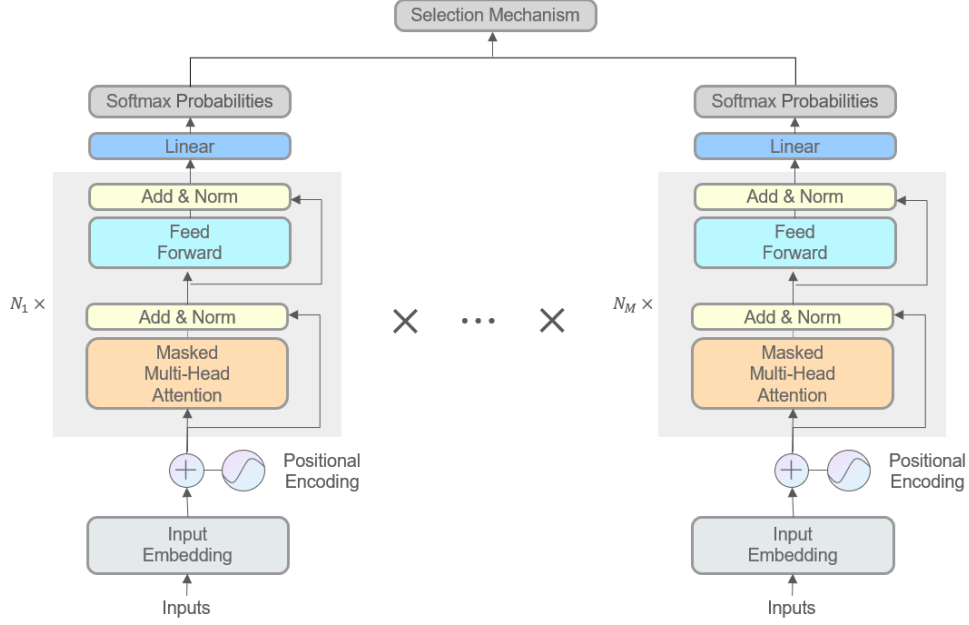 Selection Mechanism
Softmax Probabilities
Linear
Add & Norm
Feed
Forward
N₁ ×
Add & Norm
Masked
Multi-Head
Attention
+
Positional
Encoding
Input
Embedding
Inputs
× ... ×
Softmax Probabilities
Linear
Add & Norm
Feed
Forward
N_M ×
Add & Norm
Masked
Multi-Head
Attention
+
Positional
Encoding
Input
Embedding
Inputs